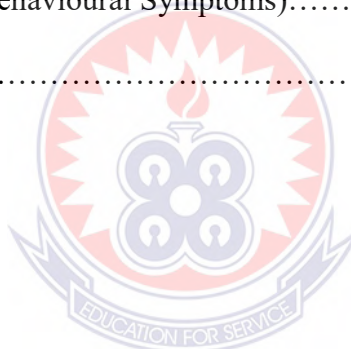 ehavioural Symptoms)……
……………………………
EDUCATION FOR SERVICE